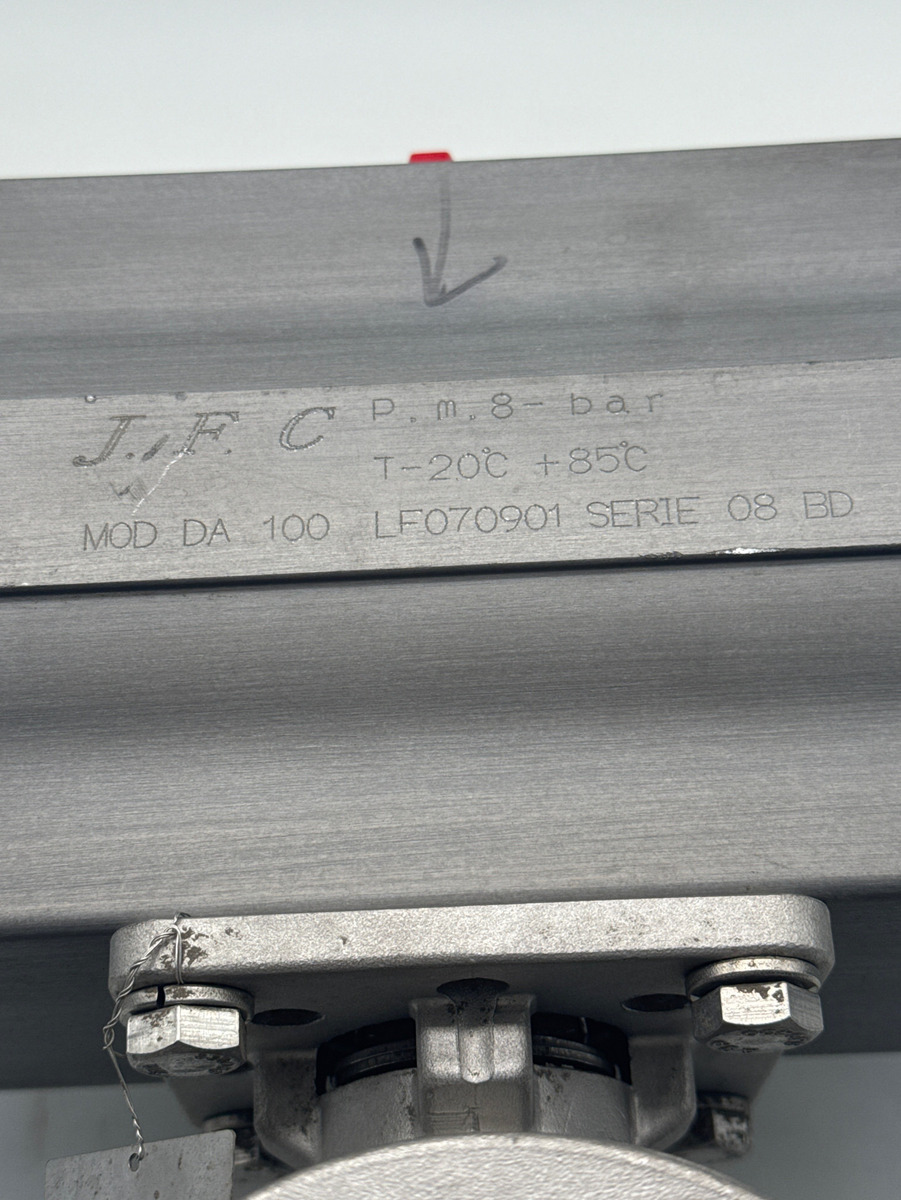 J.F.C P.m.8- bar
T-20°C +85°C
MOD DA 100 LF070901 SERIE 08 BD